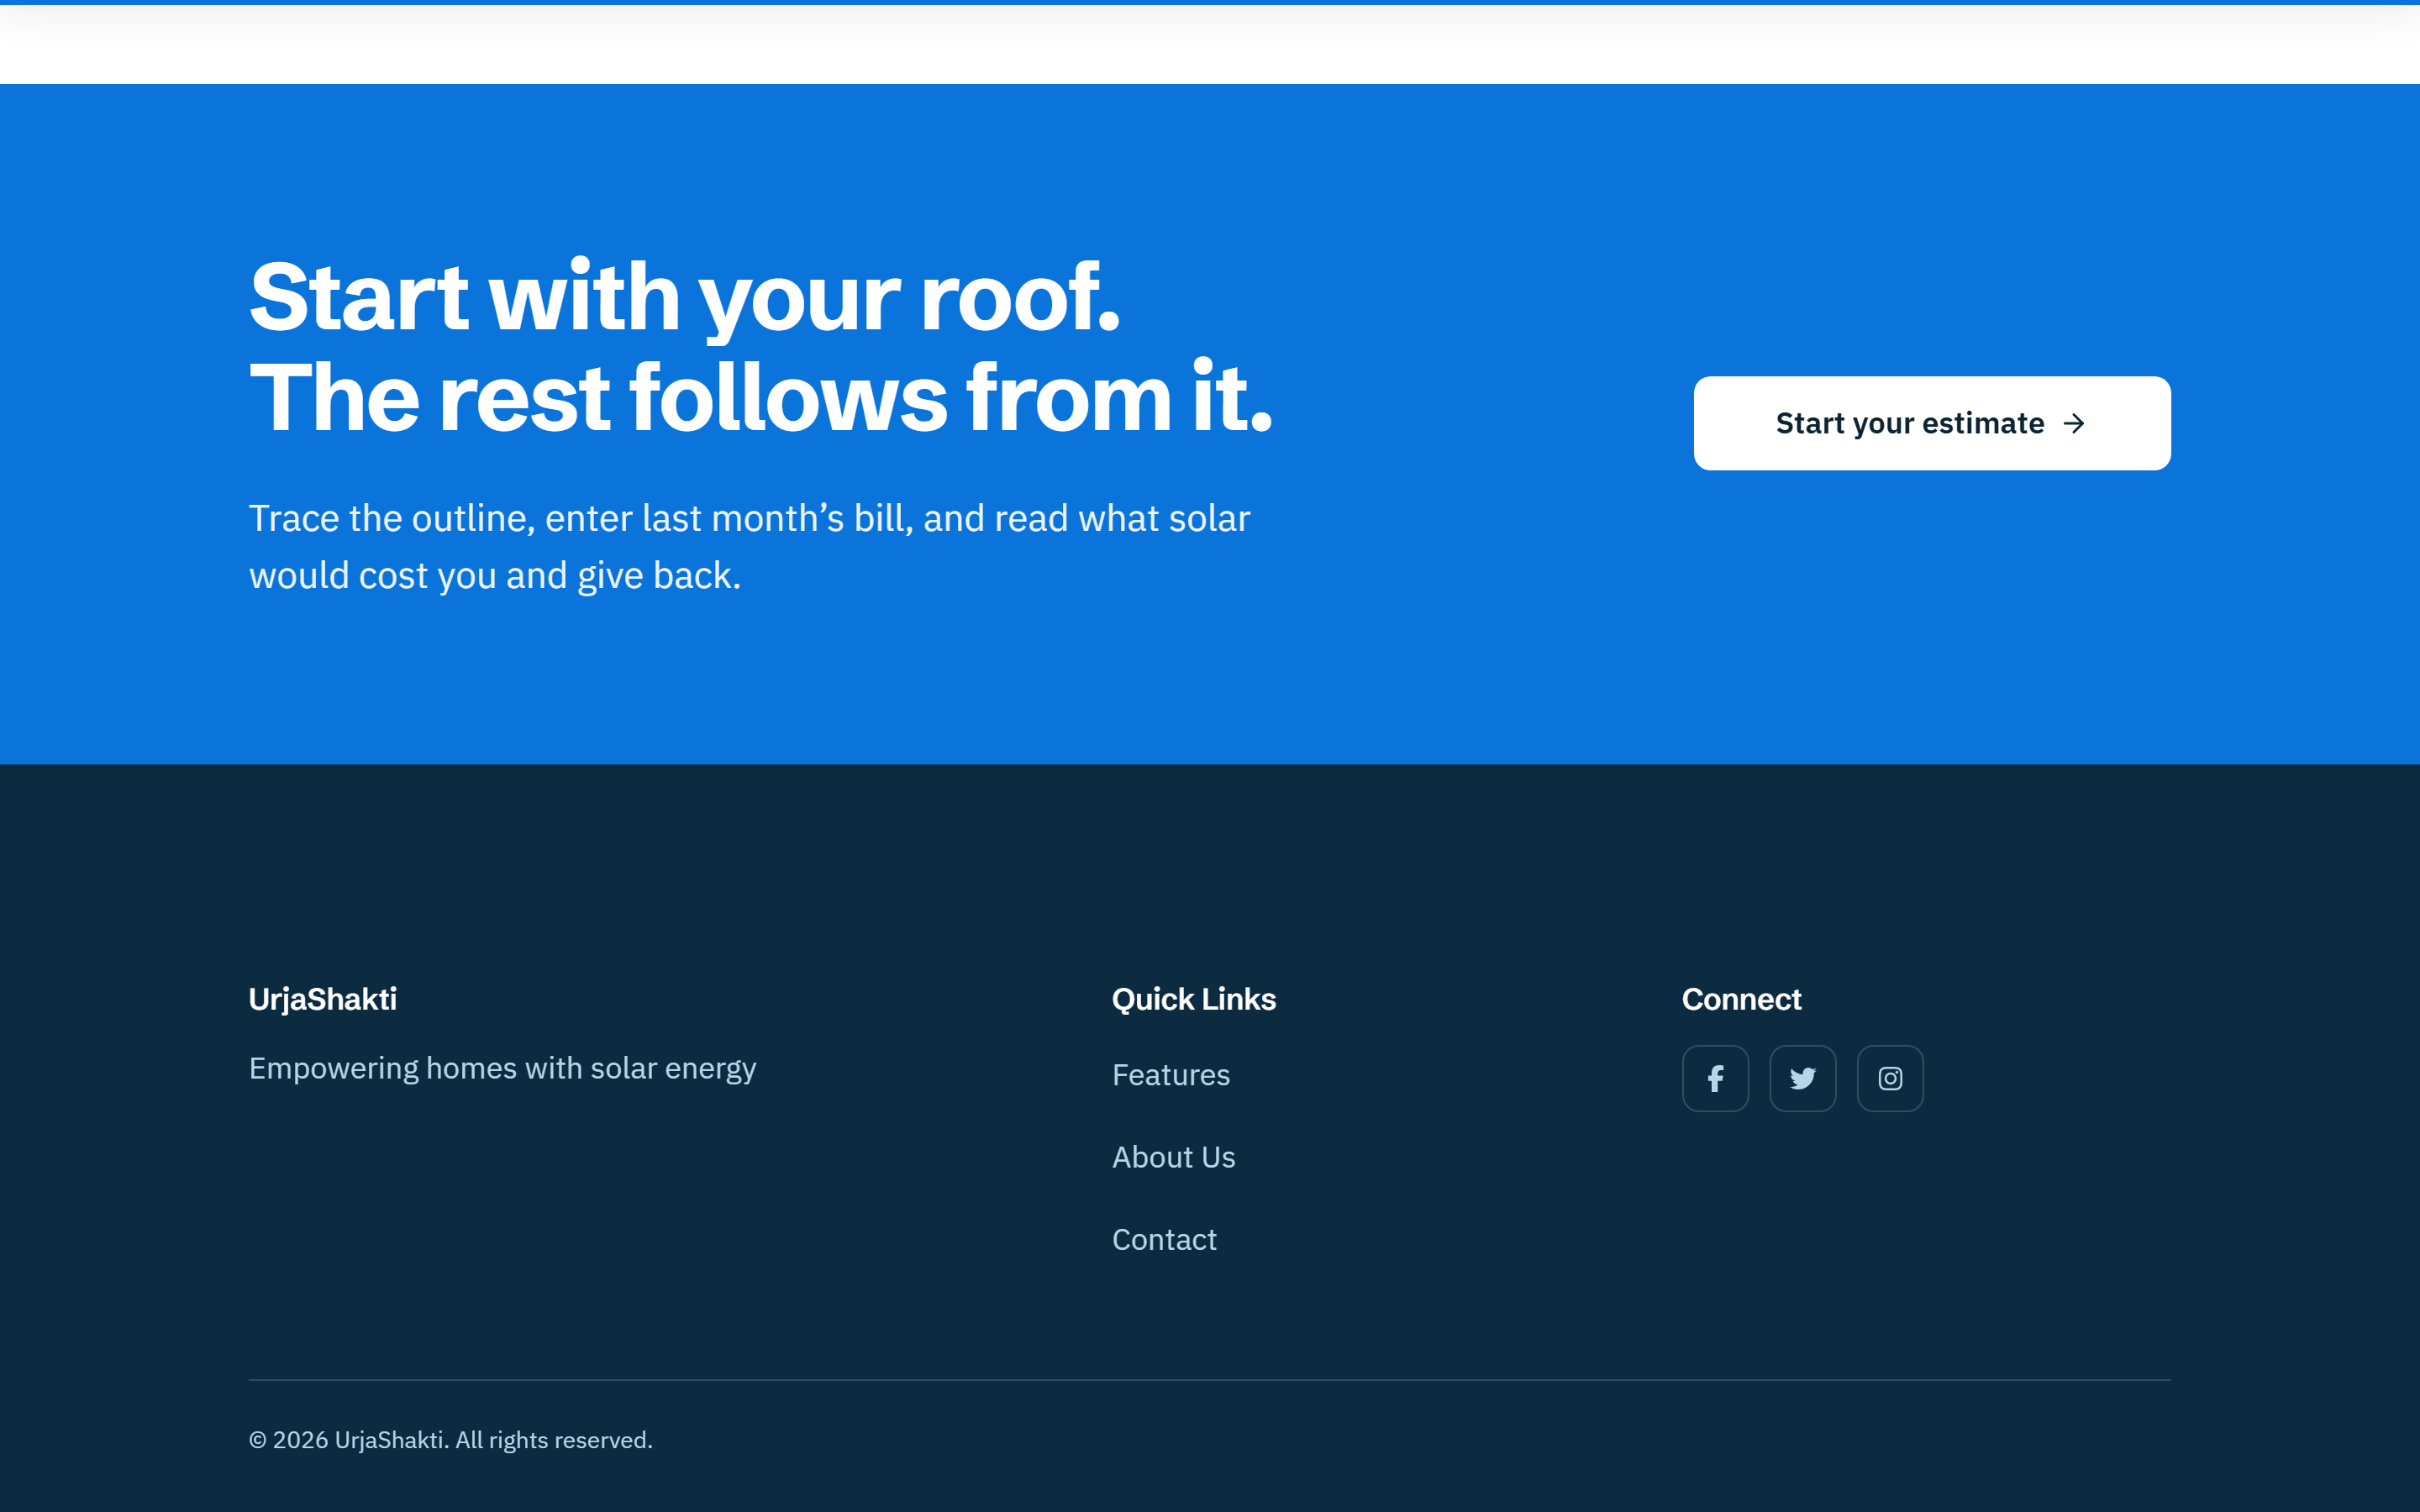 Start with your roof.
The rest follows from it.
Trace the outline, enter last month’s bill, and read what solar
would cost you and give back.
Start your estimate
UrjaShakti
Empowering homes with solar energy
Quick Links
Features
About Us
Contact
Connect
© 2026 UrjaShakti. All rights reserved.